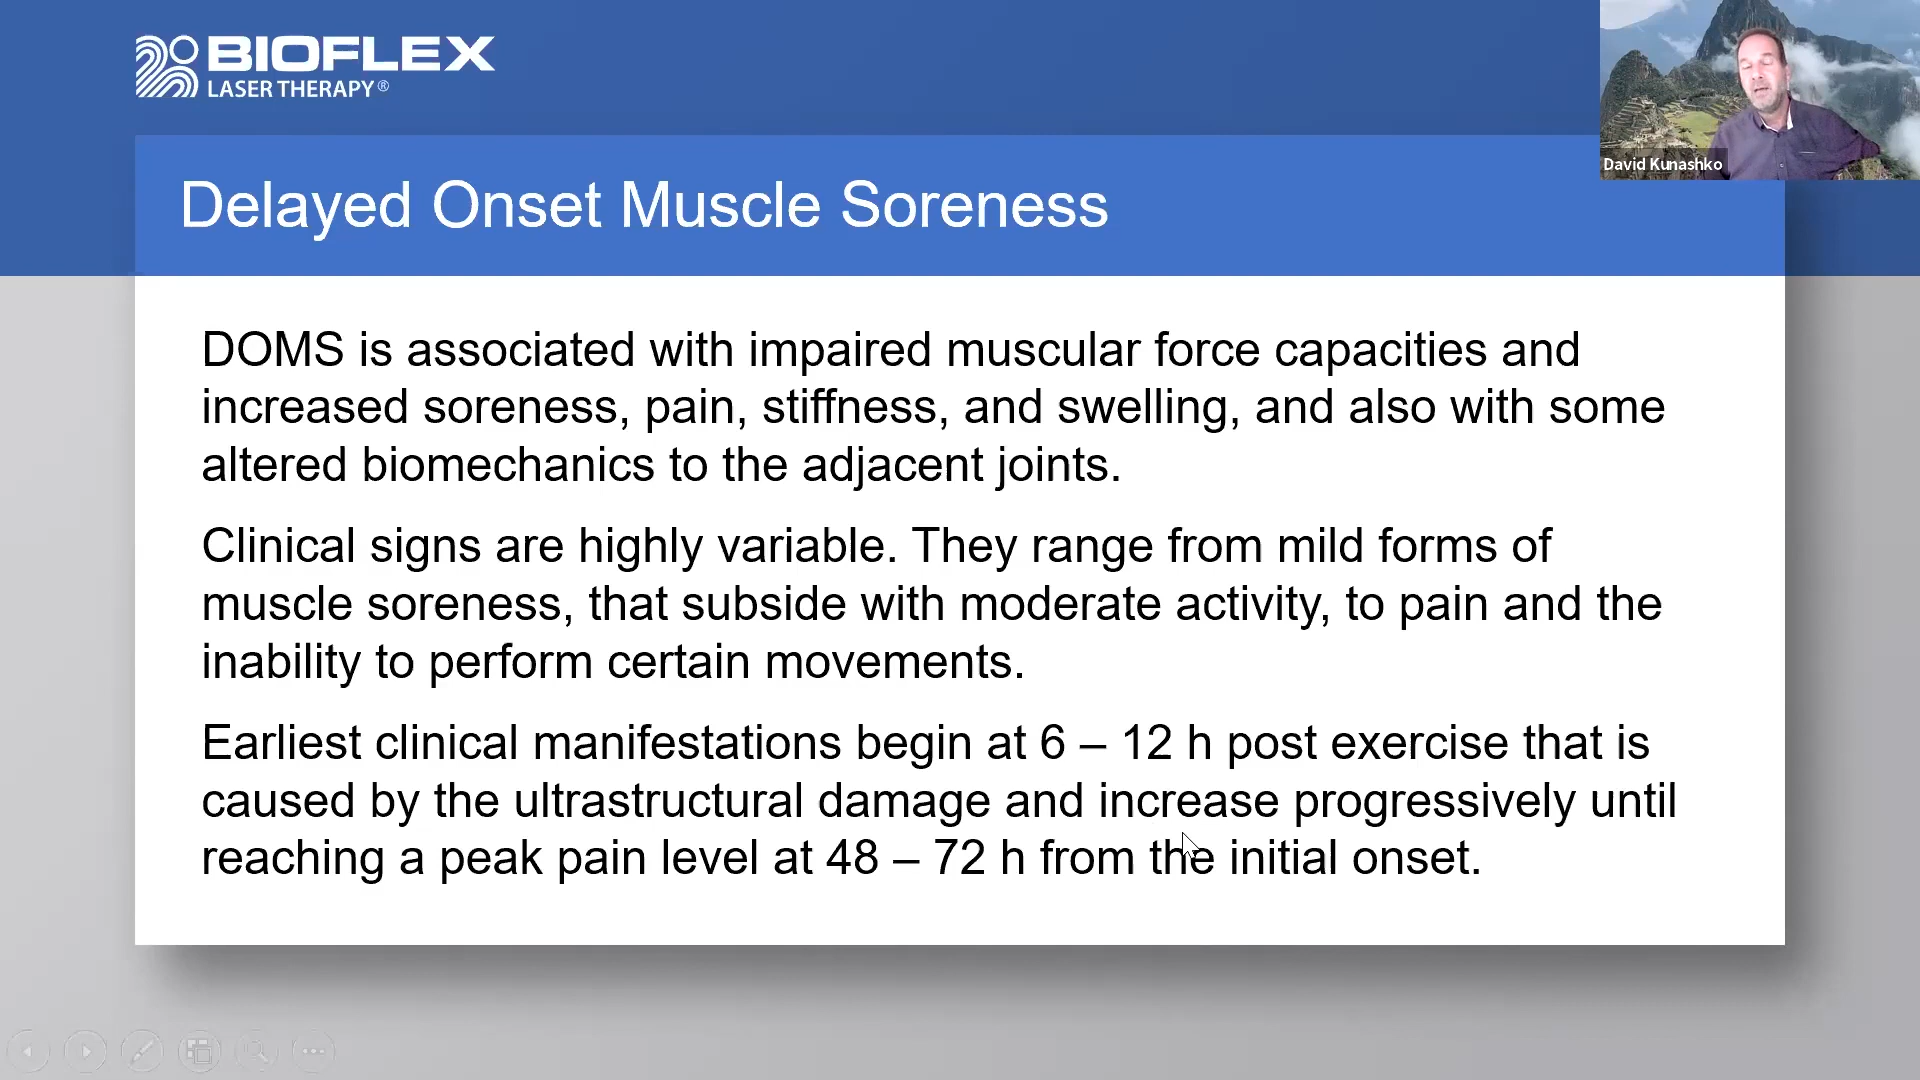 BIOFLEX
LASER THERAPY®
David Kunashko
Delayed Onset Muscle Soreness
DOMS is associated with impaired muscular force capacities and
increased soreness, pain, stiffness, and swelling, and also with some
altered biomechanics to the adjacent joints.
Clinical signs are highly variable. They range from mild forms of
muscle soreness, that subside with moderate activity, to pain and the
inability to perform certain movements.
Earliest clinical manifestations begin at 6 – 12 h post exercise that is
caused by the ultrastructural damage and increase progressively until
reaching a peak pain level at 48 – 72 h from the initial onset.